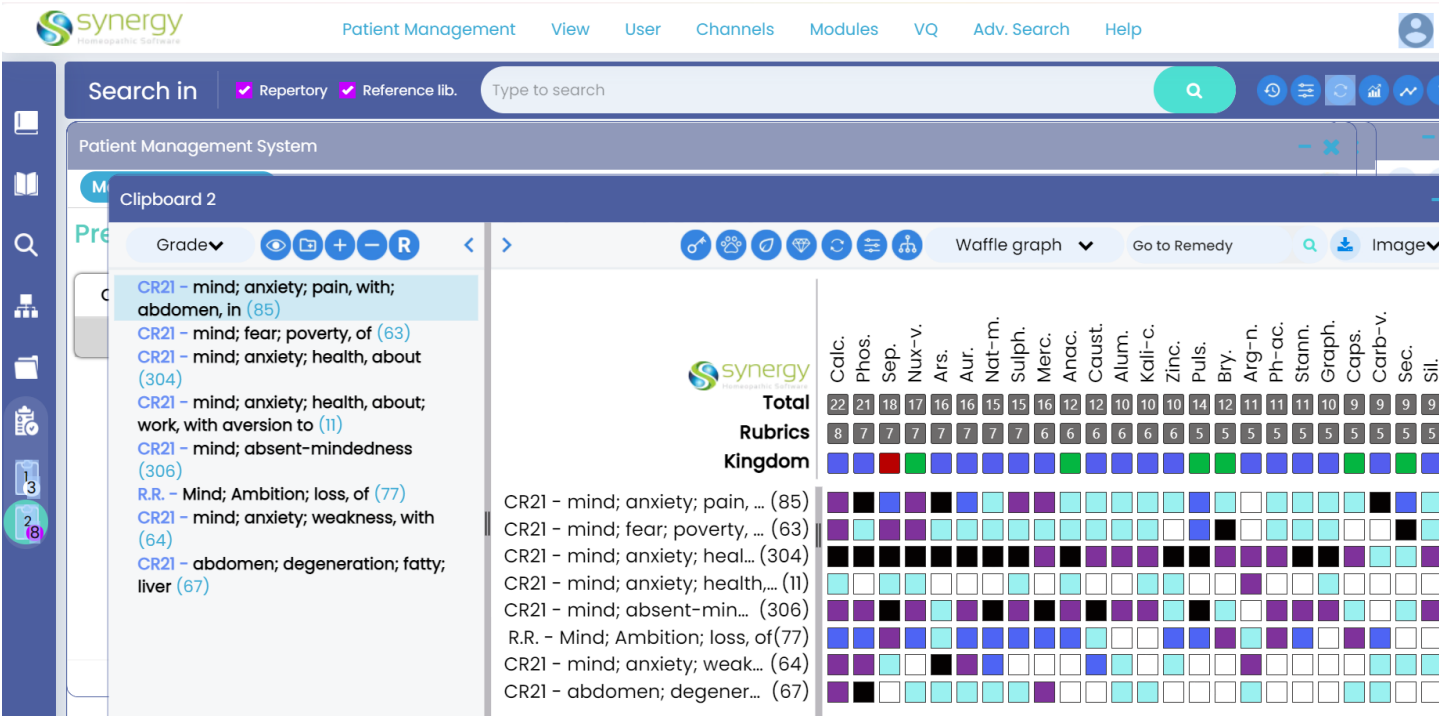 synergy
Homeopathic Software
Patient Management View User Channels Modules VQ Adv. Search Help
Search in Repertory Reference lib. Type to search
Patient Management System
Clipboard 2
Pre
Grade R Waffle graph Go to Remedy Image
CR21 - mind; anxiety; pain, with;
abdomen, in (85)
CR21 - mind; fear; poverty, of (63)
CR21 - mind; anxiety; health, about
(304)
CR21 - mind; anxiety; health, about;
work, with aversion to (11)
CR21 - mind; absent-mindedness
(306)
R.R. - Mind; Ambition; loss, of (77)
CR21 - mind; anxiety; weakness, with
(64)
CR21 - abdomen; degeneration; fatty;
liver (67)
1
3
2
8
synergy
Homeopathic Software
Calc. Phos. Sep. Nux-v. Ars. Aur. Nat-m. Sulph. Merc. Anac. Caust. Alum. Kali-c. Zinc. Puls. Bry. Arg-n. Ph-ac. Stann. Graph. Caps. Carb-v. Sec. Sil.
Total 22 21 18 17 16 16 15 15 16 12 12 10 10 10 14 12 11 11 11 10 9 9 9 9
Rubrics 8 7 7 7 7 7 7 7 6 6 6 6 6 6 5 5 5 5 5 5 5 5 5 5
Kingdom
CR21 - mind; anxiety; pain, ... (85)
CR21 - mind; fear; poverty, ... (63)
CR21 - mind; anxiety; heal... (304)
CR21 - mind; anxiety; health,... (11)
CR21 - mind; absent-min... (306)
R.R. - Mind; Ambition; loss, of(77)
CR21 - mind; anxiety; weak... (64)
CR21 - abdomen; degener... (67)